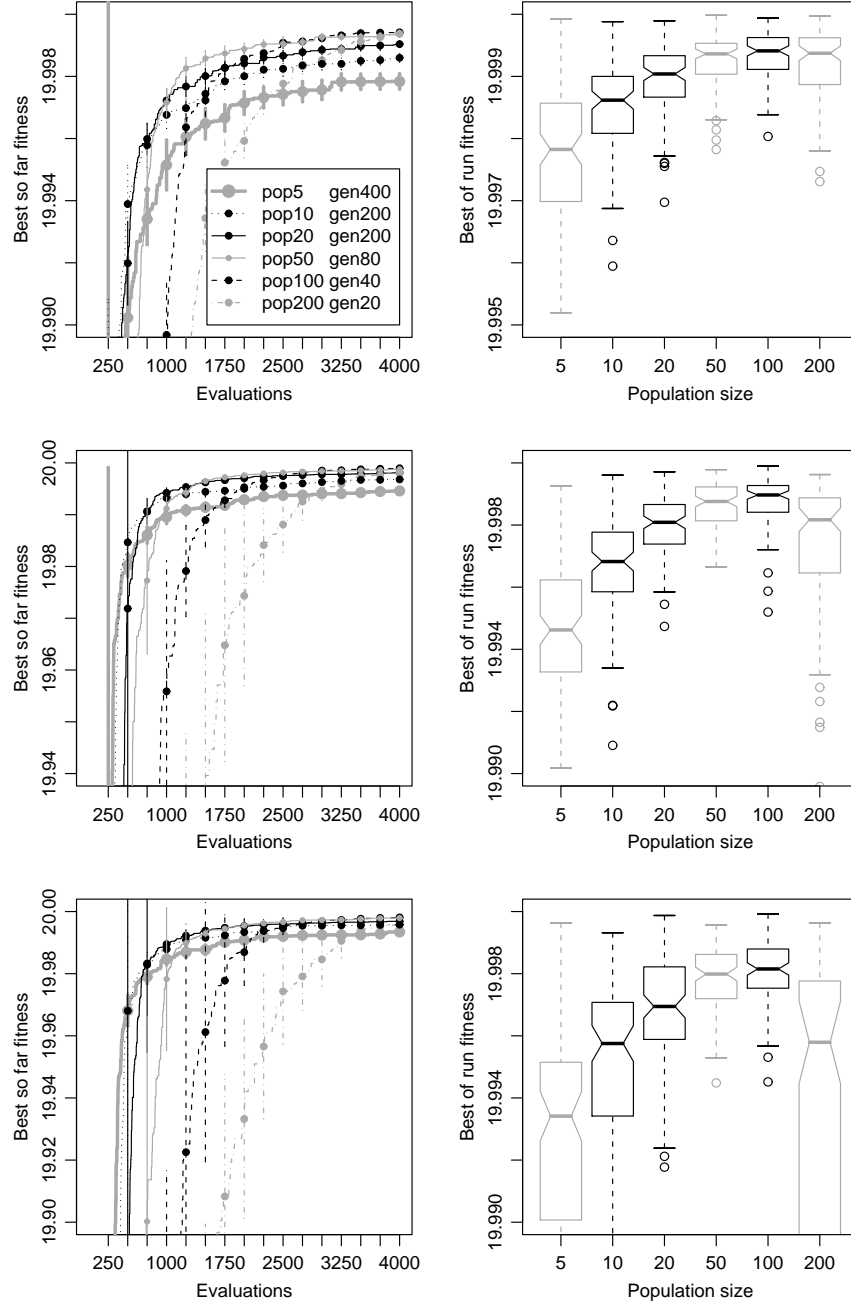 Best so far fitness
19.990
19.994
19.998
pop5 gen400
pop10 gen200
pop20 gen200
pop50 gen80
pop100 gen40
pop200 gen20
250 1000 1750 2500 3250 4000
Evaluations
Best of run fitness
19.995
19.997
19.999
5 10 20 50 100 200
Population size
Best so far fitness
19.94
19.96
19.98
20.00
250 1000 1750 2500 3250 4000
Evaluations
Best of run fitness
19.990
19.994
19.998
5 10 20 50 100 200
Population size
Best so far fitness
19.90
19.92
19.94
19.96
19.98
20.00
250 1000 1750 2500 3250 4000
Evaluations
Best of run fitness
19.990
19.994
19.998
5 10 20 50 100 200
Population size